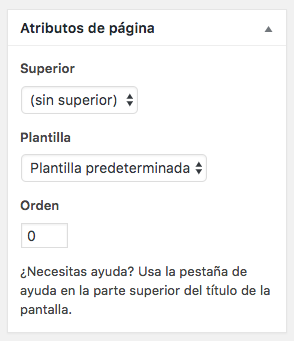 Atributos de página
Superior
(sin superior)
Plantilla
Plantilla predeterminada
Orden
0
¿Necesitas ayuda? Usa la pestaña de
ayuda en la parte superior del título de la
pantalla.